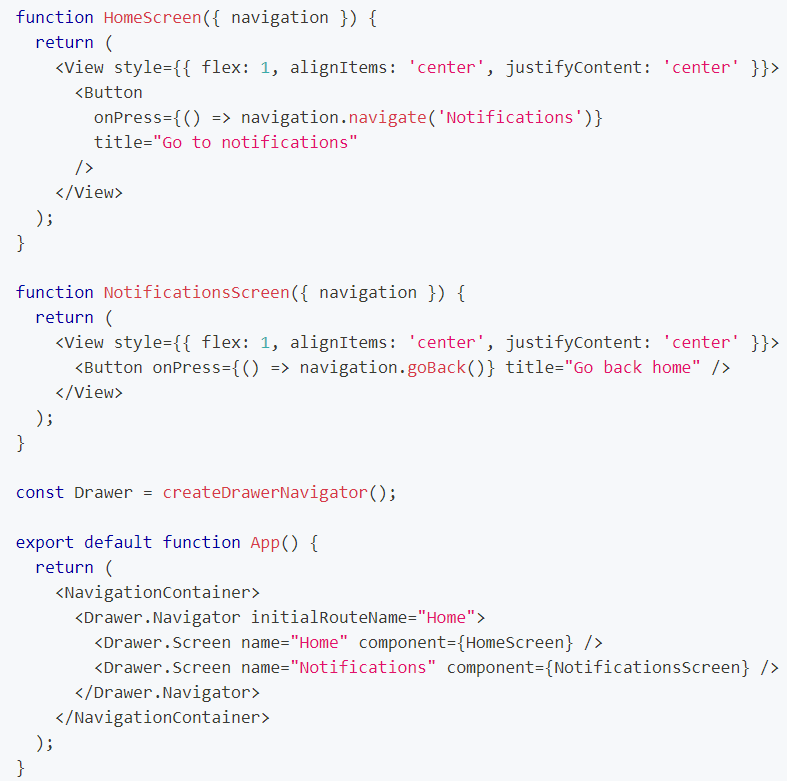 function HomeScreen({ navigation }) {
  return (
    <View style={{ flex: 1, alignItems: 'center', justifyContent: 'center' }}>
      <Button
        onPress={() => navigation.navigate('Notifications')}
        title="Go to notifications"
      />
    </View>
  );
}

function NotificationsScreen({ navigation }) {
  return (
    <View style={{ flex: 1, alignItems: 'center', justifyContent: 'center' }}>
      <Button onPress={() => navigation.goBack()} title="Go back home" />
    </View>
  );
}

const Drawer = createDrawerNavigator();

export default function App() {
  return (
    <NavigationContainer>
      <Drawer.Navigator initialRouteName="Home">
        <Drawer.Screen name="Home" component={HomeScreen} />
        <Drawer.Screen name="Notifications" component={NotificationsScreen} />
      </Drawer.Navigator>
    </NavigationContainer>
  );
}